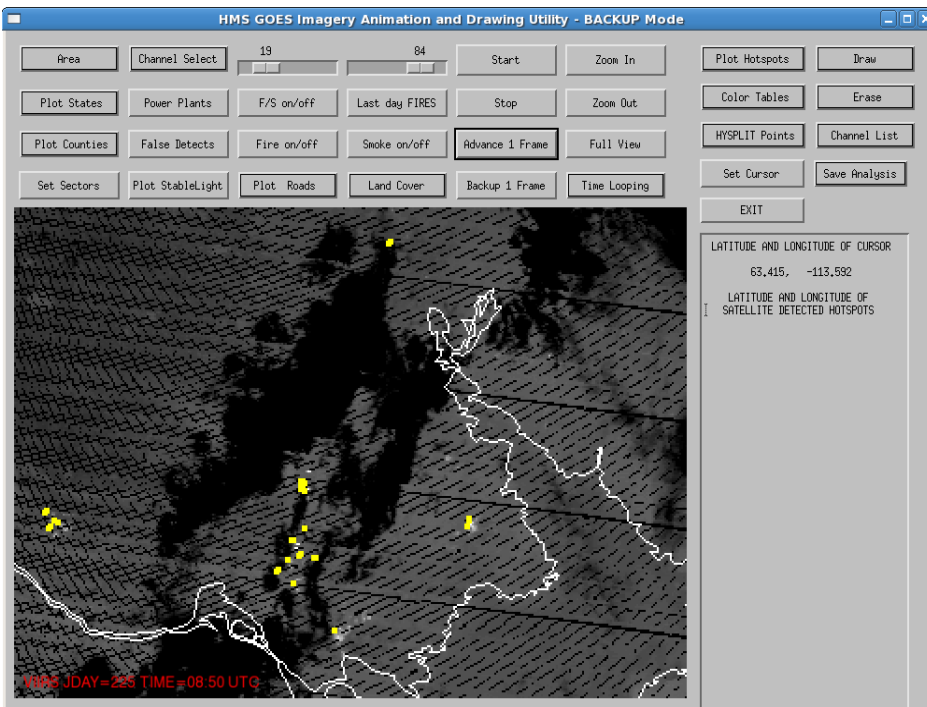 HMS GOES Imagery Animation and Drawing Utility - BACKUP Mode
Area Channel Select 19 84 Start Zoom In Plot Hotspots Draw
Plot States Power Plants F/S on/off Last day FIRES Stop Zoom Out Color Tables Erase
Plot Counties False Detects Fire on/off Smoke on/off Advance 1 Frame Full View HYSPLIT Points Channel List
Set Sectors Plot StableLight Plot Roads Land Cover Backup 1 Frame Time Looping Set Cursor Save Analysis
EXIT
LATITUDE AND LONGITUDE OF CURSOR
63.415, -113.592
LATITUDE AND LONGITUDE OF
SATELLITE DETECTED HOTSPOTS
VIIRS JDAY=225 TIME=08:50 UTC